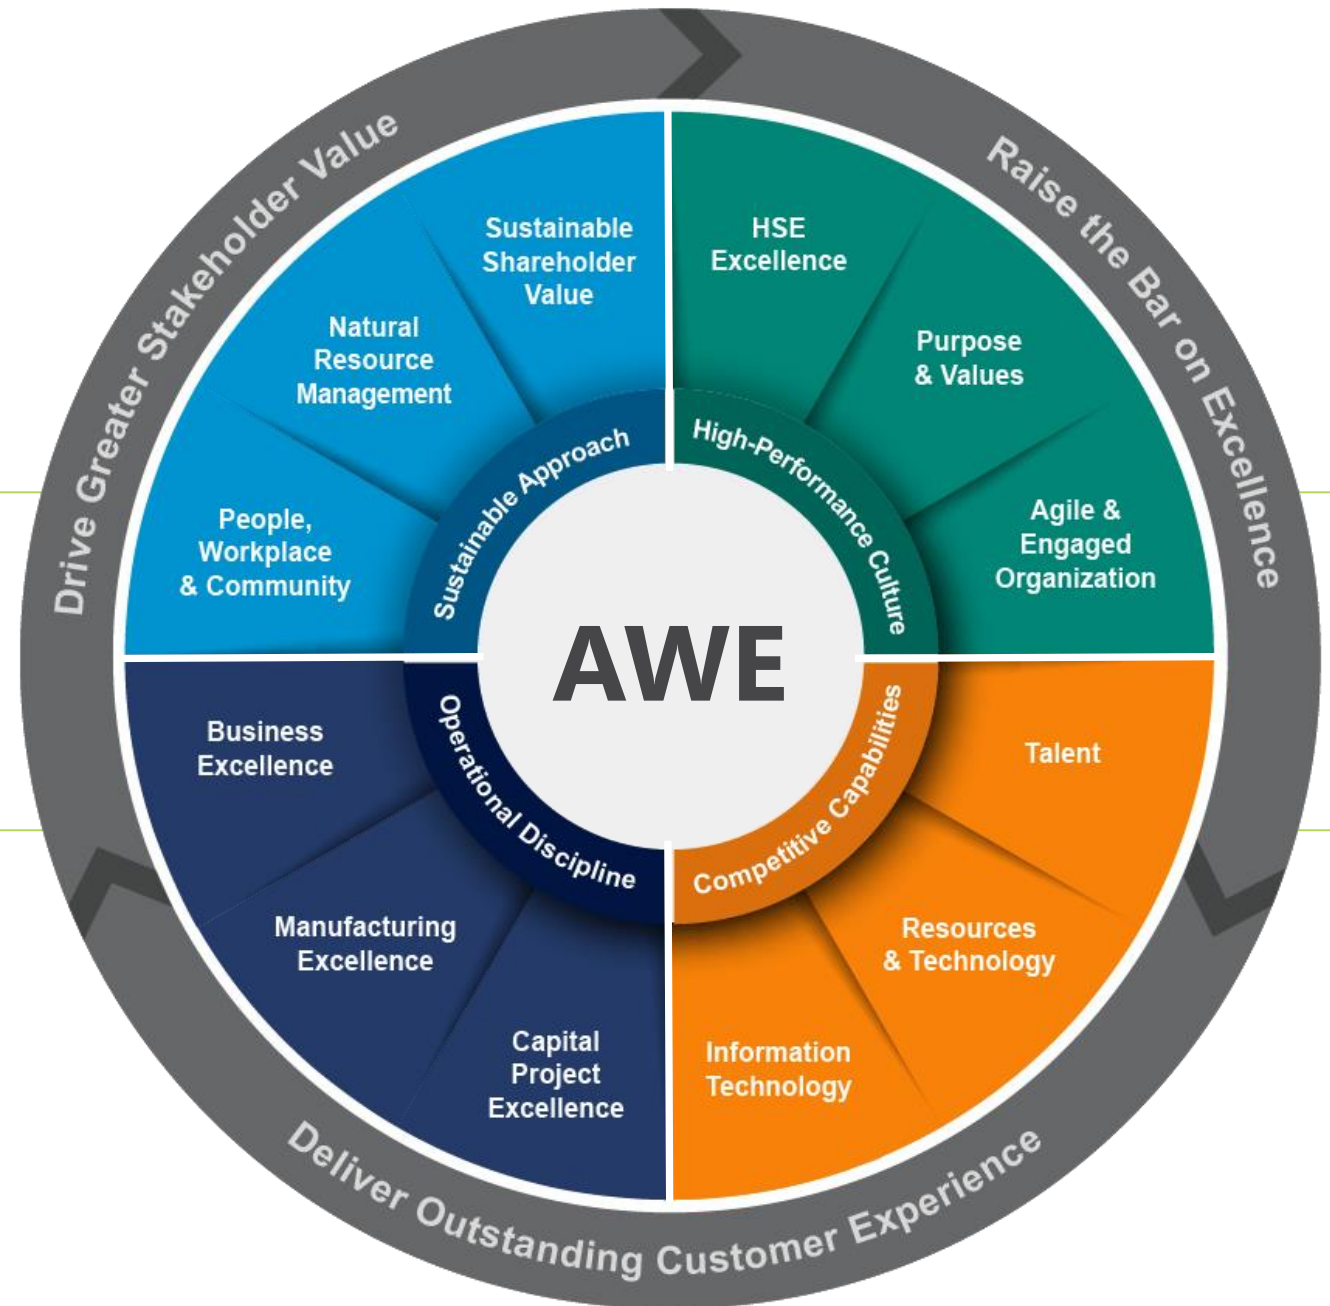 Drive Greater Stakeholder Value
Raise the Bar on Excellence
Deliver Outstanding Customer Experience
Sustainable
Shareholder
Value
Natural
Resource
Management
People,
Workplace
& Community
Sustainable Approach
HSE
Excellence
Purpose
& Values
Agile &
Engaged
Organization
High-Performance Culture
AWE
Business
Excellence
Manufacturing
Excellence
Capital
Project
Excellence
Operational Discipline
Talent
Resources
& Technology
Information
Technology
Competitive Capabilities